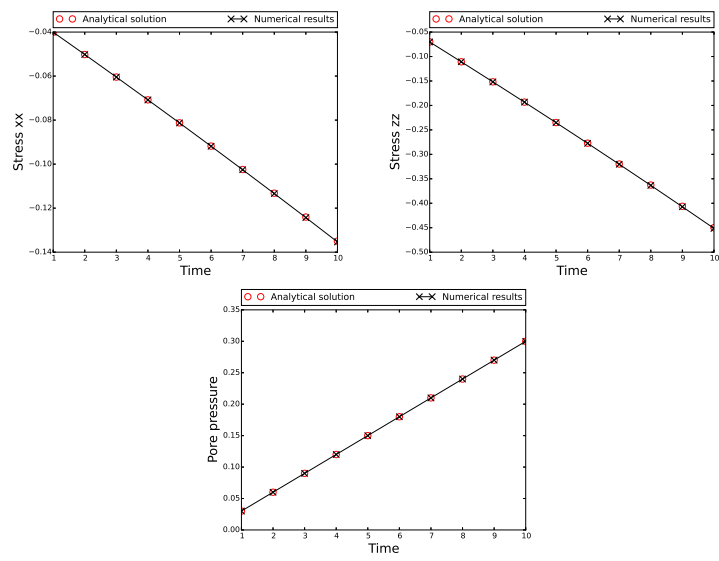 Analytical solution Numerical results
−0.04
−0.06
−0.08
−0.10
−0.12
−0.14
Stress xx
1 2 3 4 5 6 7 8 9 10
Time
Analytical solution Numerical results
−0.05
−0.10
−0.15
−0.20
−0.25
−0.30
−0.35
−0.40
−0.45
−0.50
Stress zz
1 2 3 4 5 6 7 8 9 10
Time
Analytical solution Numerical results
0.35
0.30
0.25
0.20
0.15
0.10
0.05
0.00
Pore pressure
1 2 3 4 5 6 7 8 9 10
Time